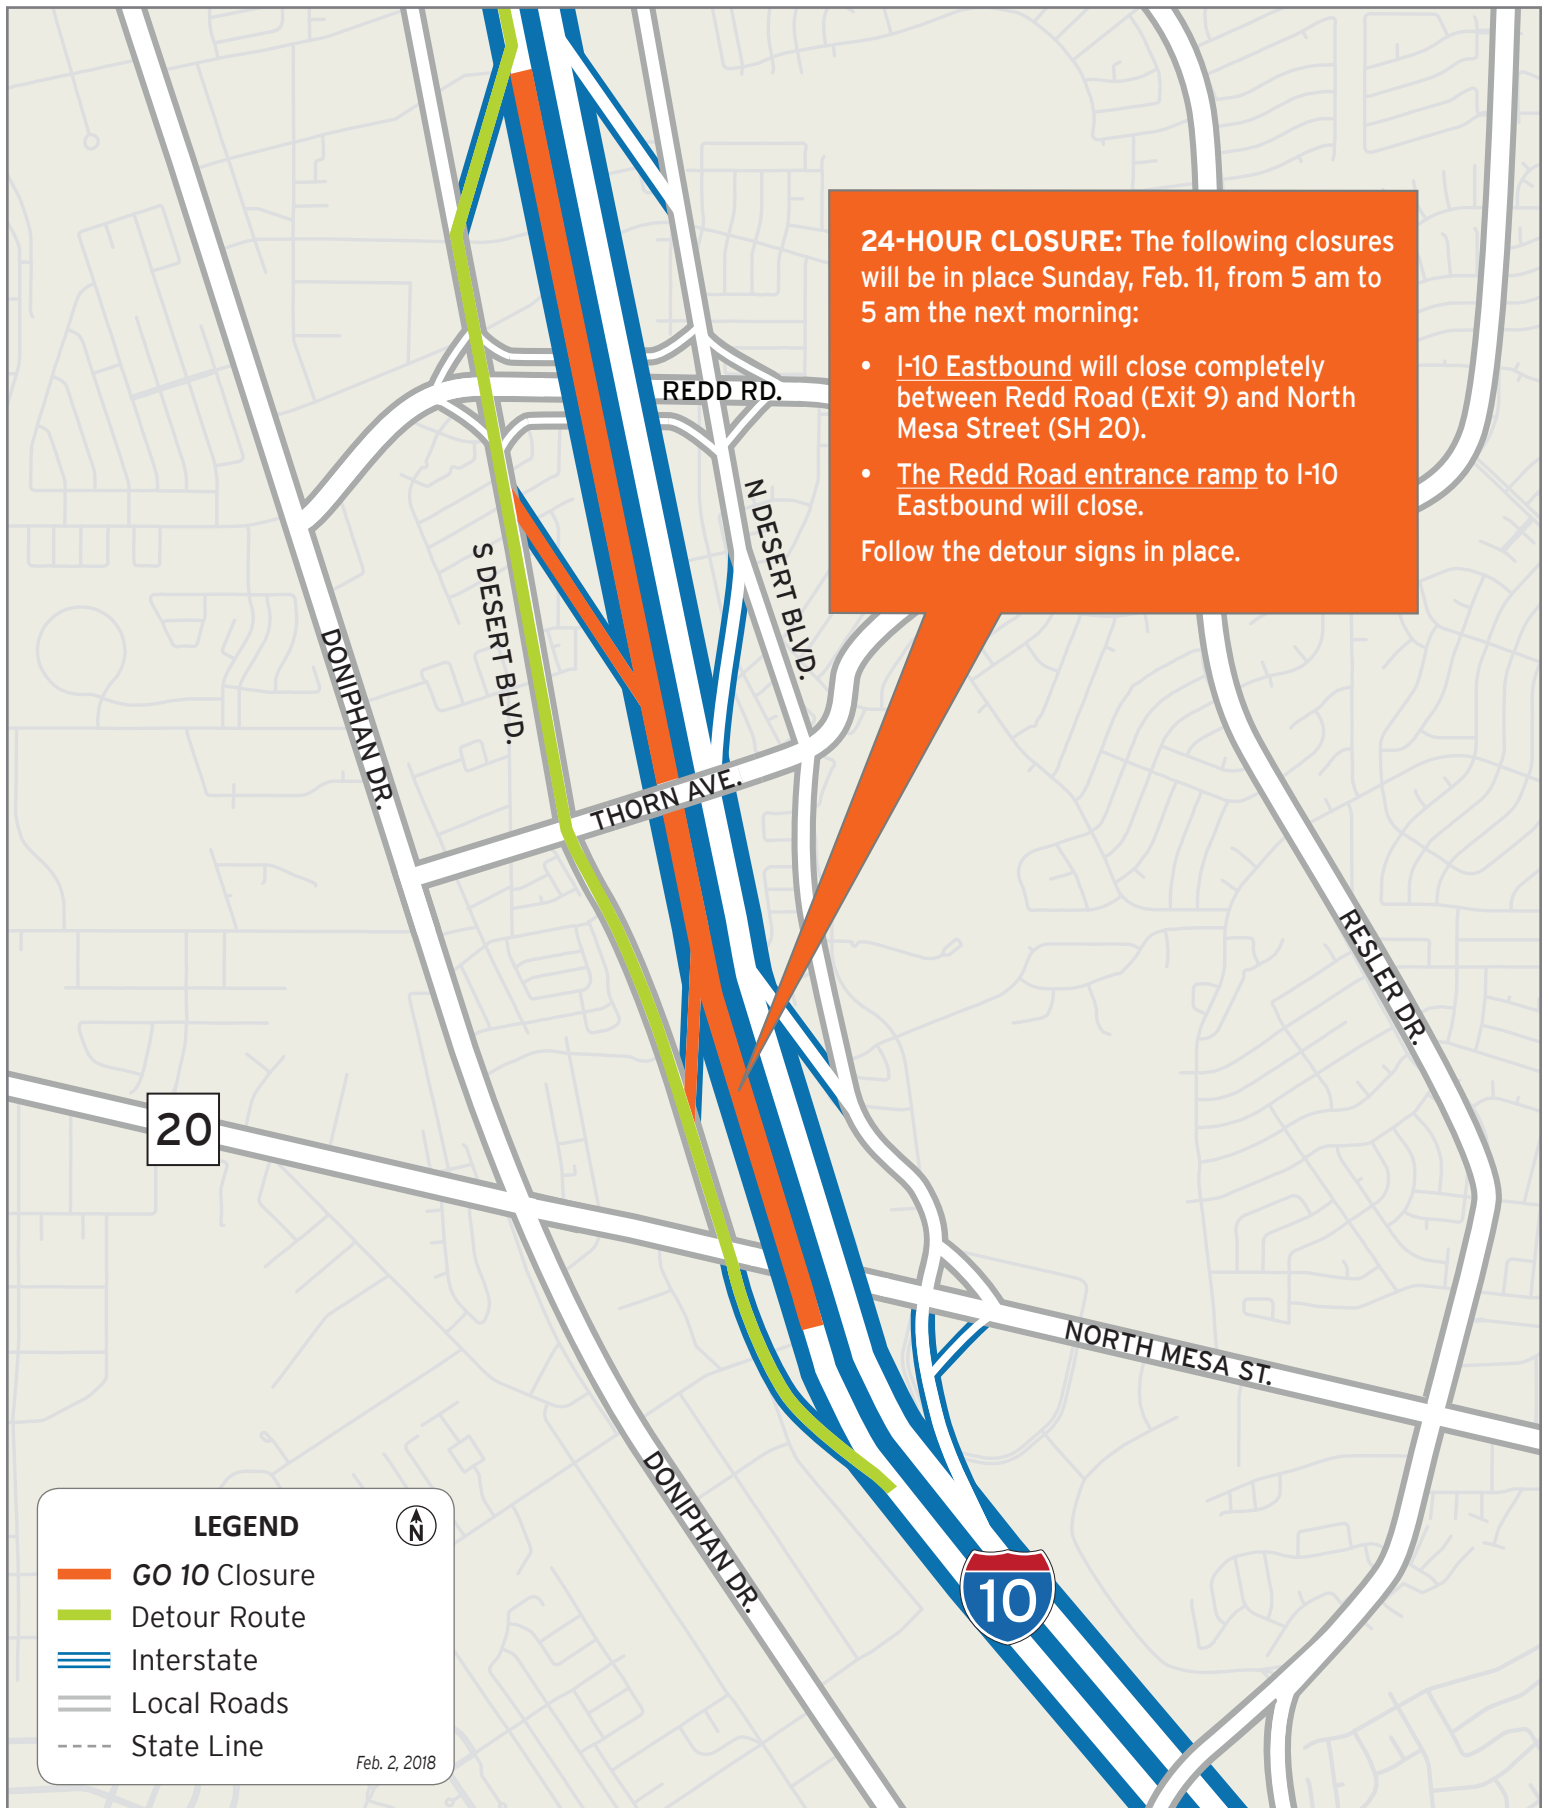 24-HOUR CLOSURE: The following closures
will be in place Sunday, Feb. 11, from 5 am to
5 am the next morning:
• I-10 Eastbound will close completely
between Redd Road (Exit 9) and North
Mesa Street (SH 20).
• The Redd Road entrance ramp to I-10
Eastbound will close.
Follow the detour signs in place.
REDD RD.
N DESERT BLVD.
S DESERT BLVD.
DONIPHAN DR.
THORN AVE.
RESLER DR.
20
NORTH MESA ST.
DONIPHAN DR.
10
LEGEND
N
GO 10 Closure
Detour Route
Interstate
Local Roads
State Line
Feb. 2, 2018